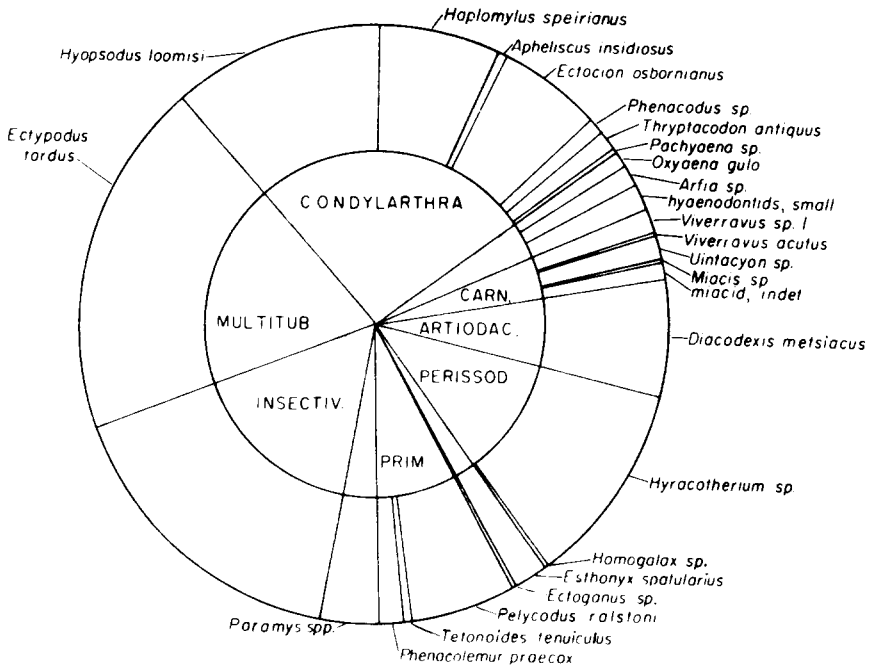 Haplomylus speirianus
Apheliscus insidiosus
Ectocion osbornianus
Hyopsodus loomisi
Phenacodus sp.
Thryptacodon antiquus
Ectypodus
tardus
Pachyaena sp.
Oxyaena gulo
Arfia sp.
hyaenodontids, small
CONDYLARTHRA
Viverravus sp. I
Viverravus acutus
Uintacyon sp.
Miacis sp
miacid, indet
CARN.
MULTITUB
ARTIODAC.
Diacodexis metsiacus
PERISSOD
INSECTIV.
PRIM
Hyracotherium sp.
Homogalax sp.
Esthonyx spatularius
Ectoganus sp.
Pelycodus ralstoni
Paramys spp.
Tetonoides tenuiculus
Phenacolemur praecox